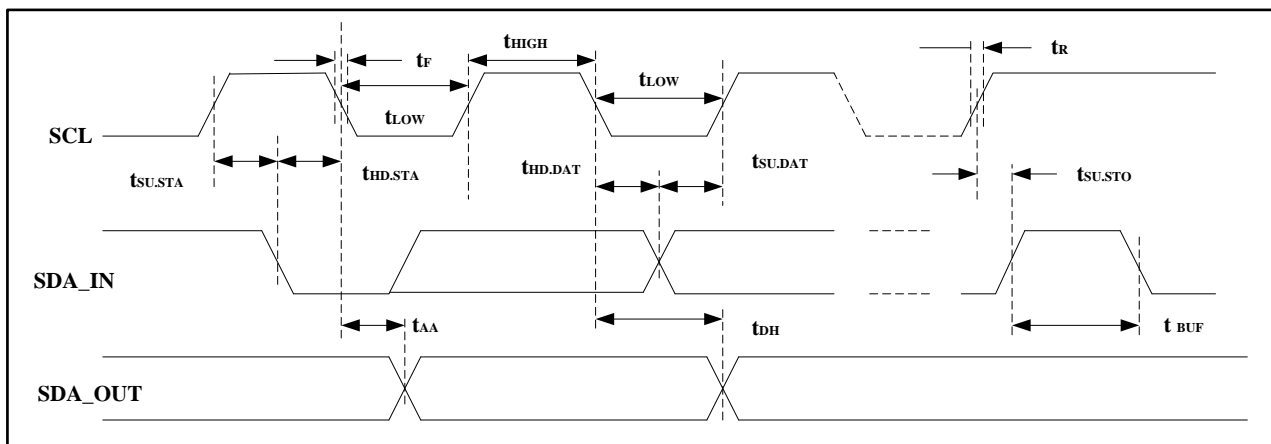 tHIGH
tF
tR
tLOW
tLOW
SCL
tSU.STA
tHD.STA
tHD.DAT
tSU.DAT
tSU.STO
SDA_IN
tAA
tDH
t BUF
SDA_OUT